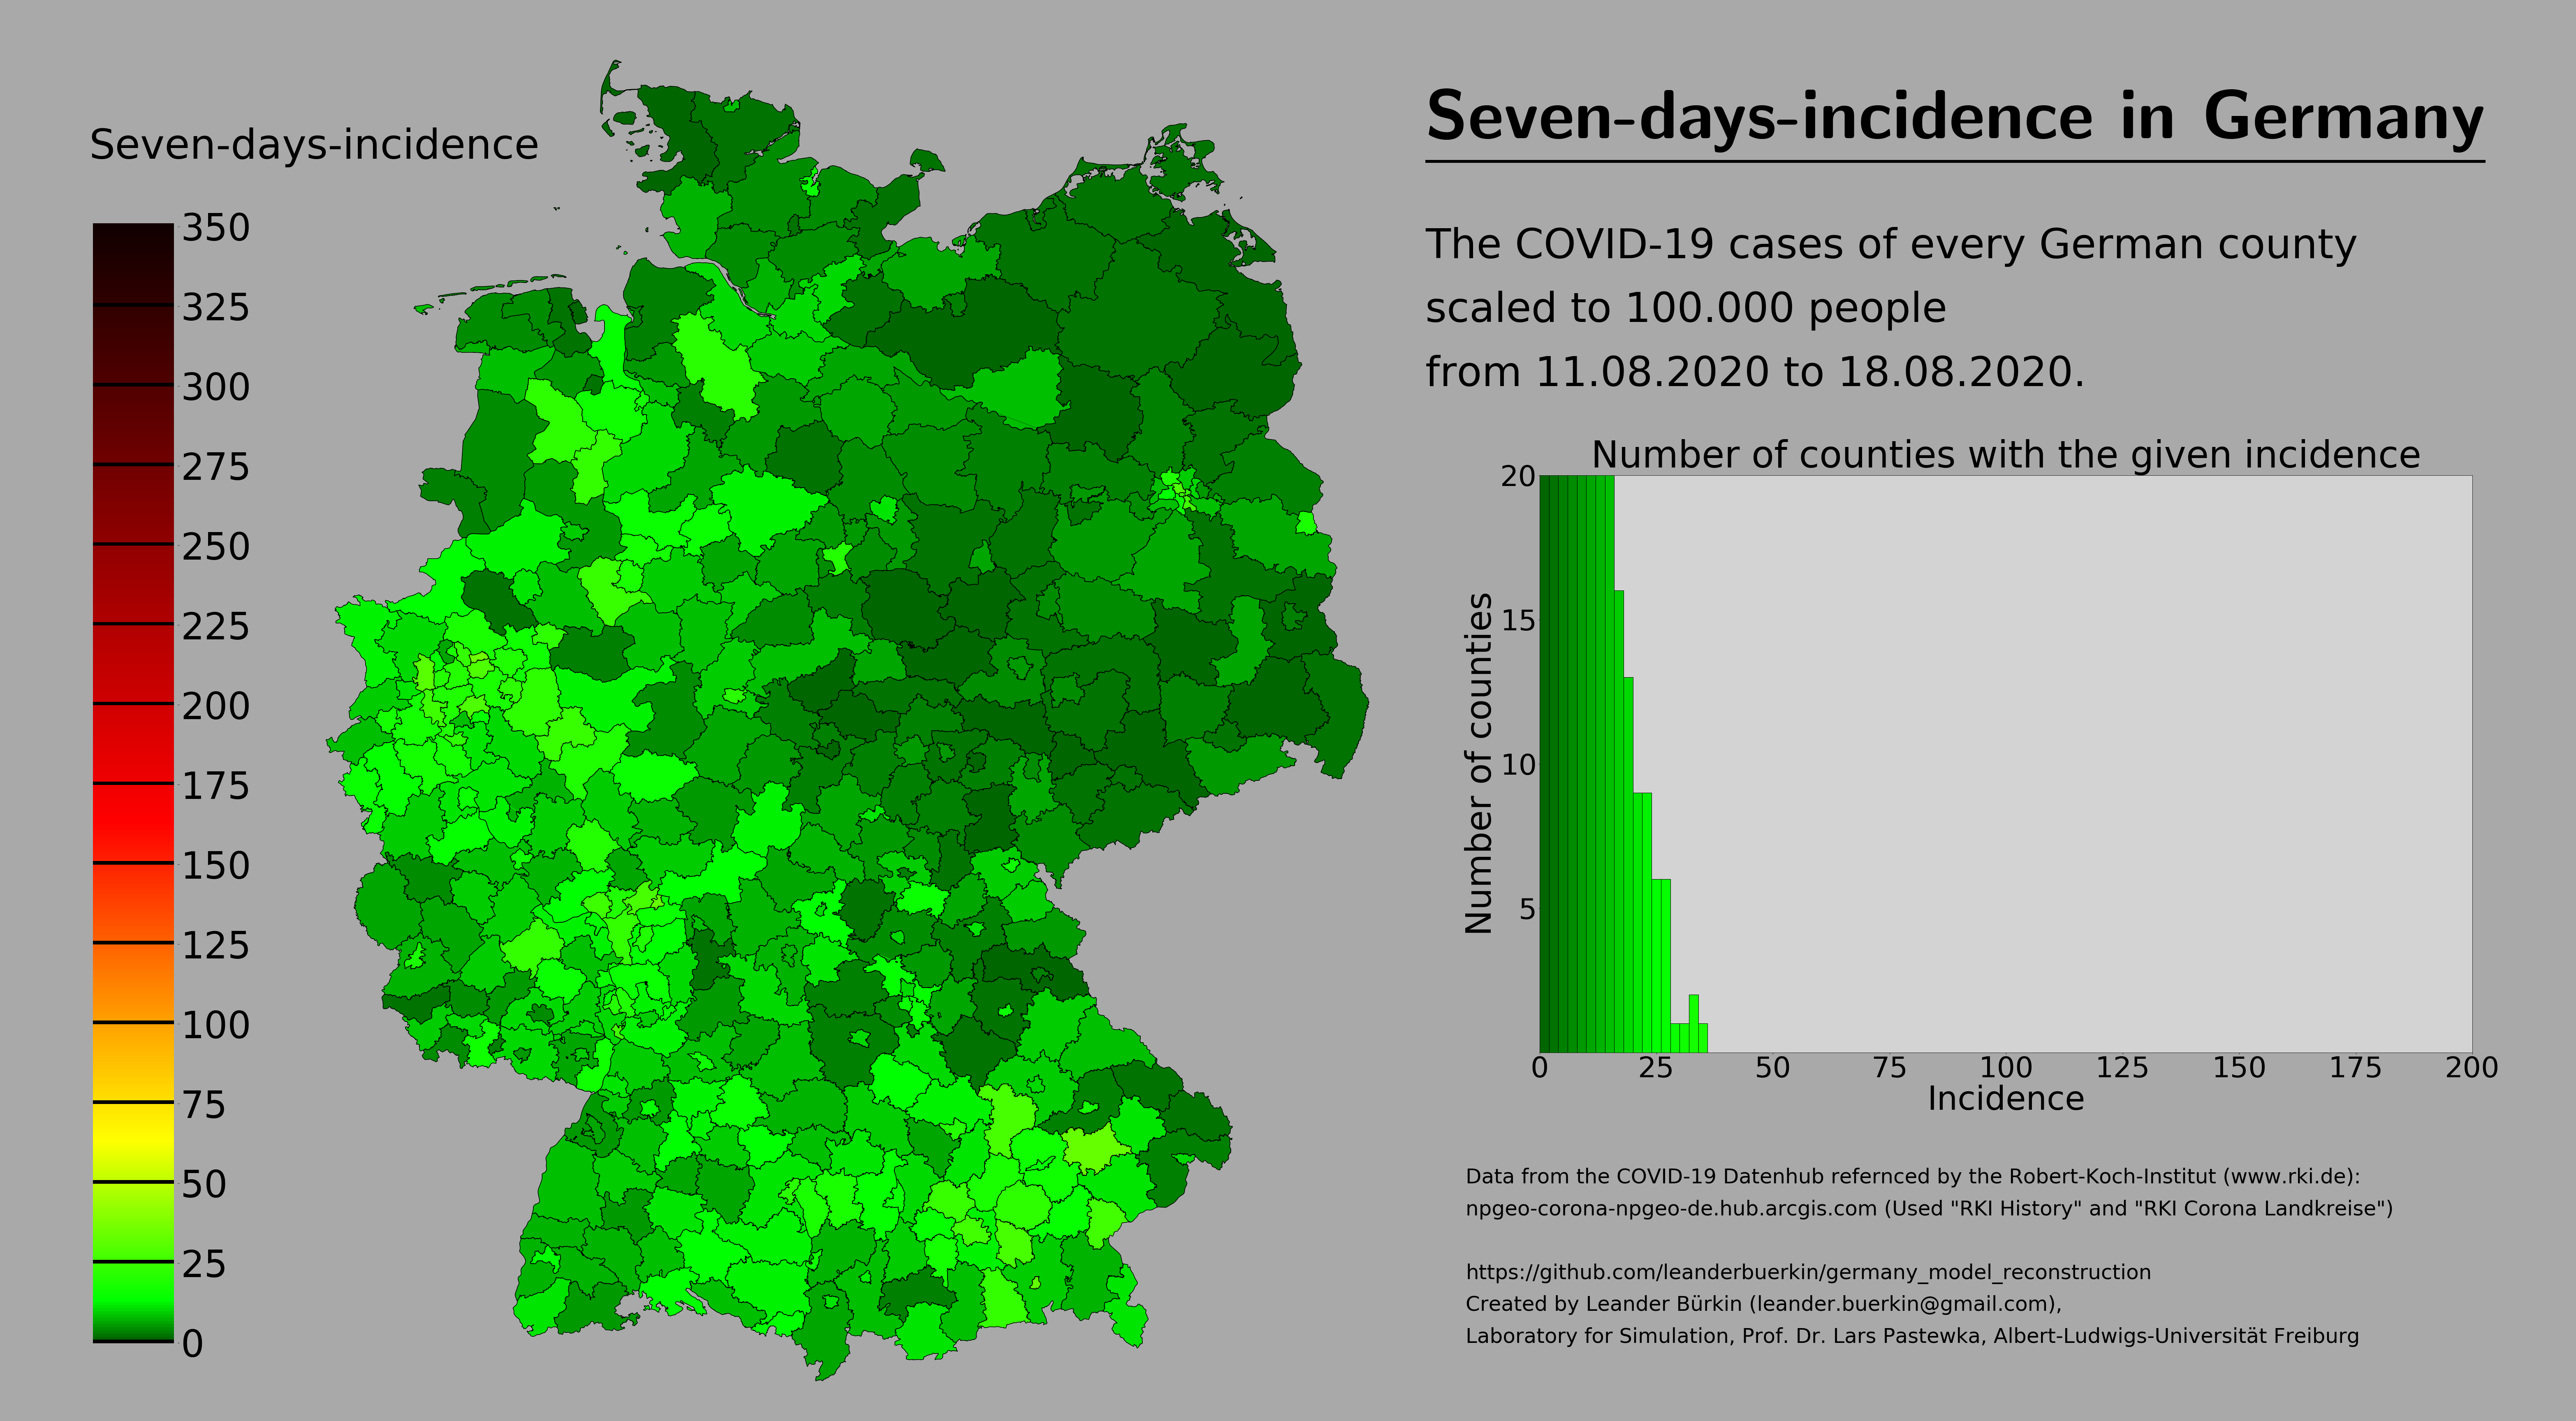 Seven-days-incidence
350
325
300
275
250
225
200
175
150
125
100
75
50
25
0
Seven-days-incidence in Germany
The COVID-19 cases of every German county
scaled to 100.000 people
from 11.08.2020 to 18.08.2020.
Number of counties with the given incidence
20
15
10
5
Number of counties
0 25 50 75 100 125 150 175 200
Incidence
Data from the COVID-19 Datenhub refernced by the Robert-Koch-Institut (www.rki.de):
npgeo-corona-npgeo-de.hub.arcgis.com (Used "RKI History" and "RKI Corona Landkreise")
https://github.com/leanderbuerkin/germany_model_reconstruction
Created by Leander Bürkin (leander.buerkin@gmail.com),
Laboratory for Simulation, Prof. Dr. Lars Pastewka, Albert-Ludwigs-Universität Freiburg